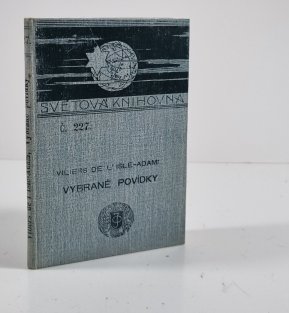 SVĚTOVÁ KNIHOVNA
Č. 227.
VILIERS DE L'ISLE-ADAM:
VYBRANÉ POVÍDKY